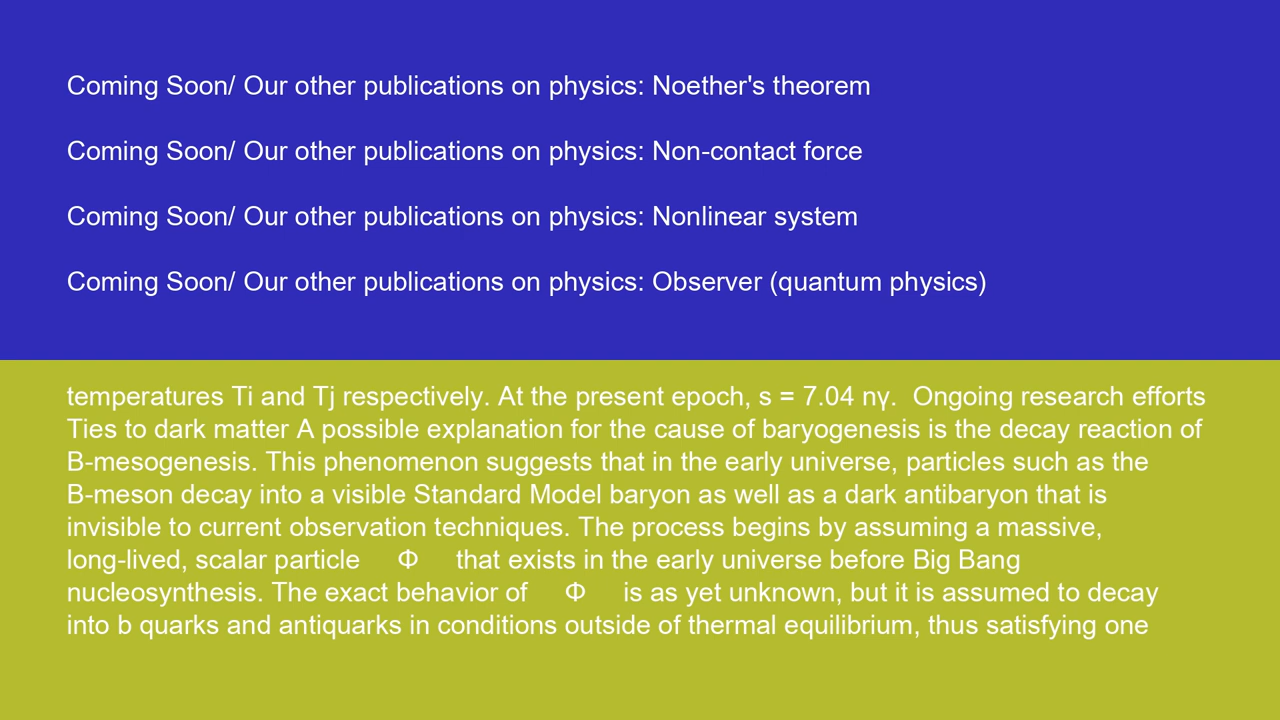 Coming Soon/ Our other publications on physics: Noether's theorem
Coming Soon/ Our other publications on physics: Non-contact force
Coming Soon/ Our other publications on physics: Nonlinear system
Coming Soon/ Our other publications on physics: Observer (quantum physics)
temperatures Ti and Tj respectively. At the present epoch, s = 7.04 nγ.  Ongoing research efforts
Ties to dark matter A possible explanation for the cause of baryogenesis is the decay reaction of
B-mesogenesis. This phenomenon suggests that in the early universe, particles such as the
B-meson decay into a visible Standard Model baryon as well as a dark antibaryon that is
invisible to current observation techniques. The process begins by assuming a massive,
long-lived, scalar particle     Φ     that exists in the early universe before Big Bang
nucleosynthesis. The exact behavior of     Φ     is as yet unknown, but it is assumed to decay
into b quarks and antiquarks in conditions outside of thermal equilibrium, thus satisfying one